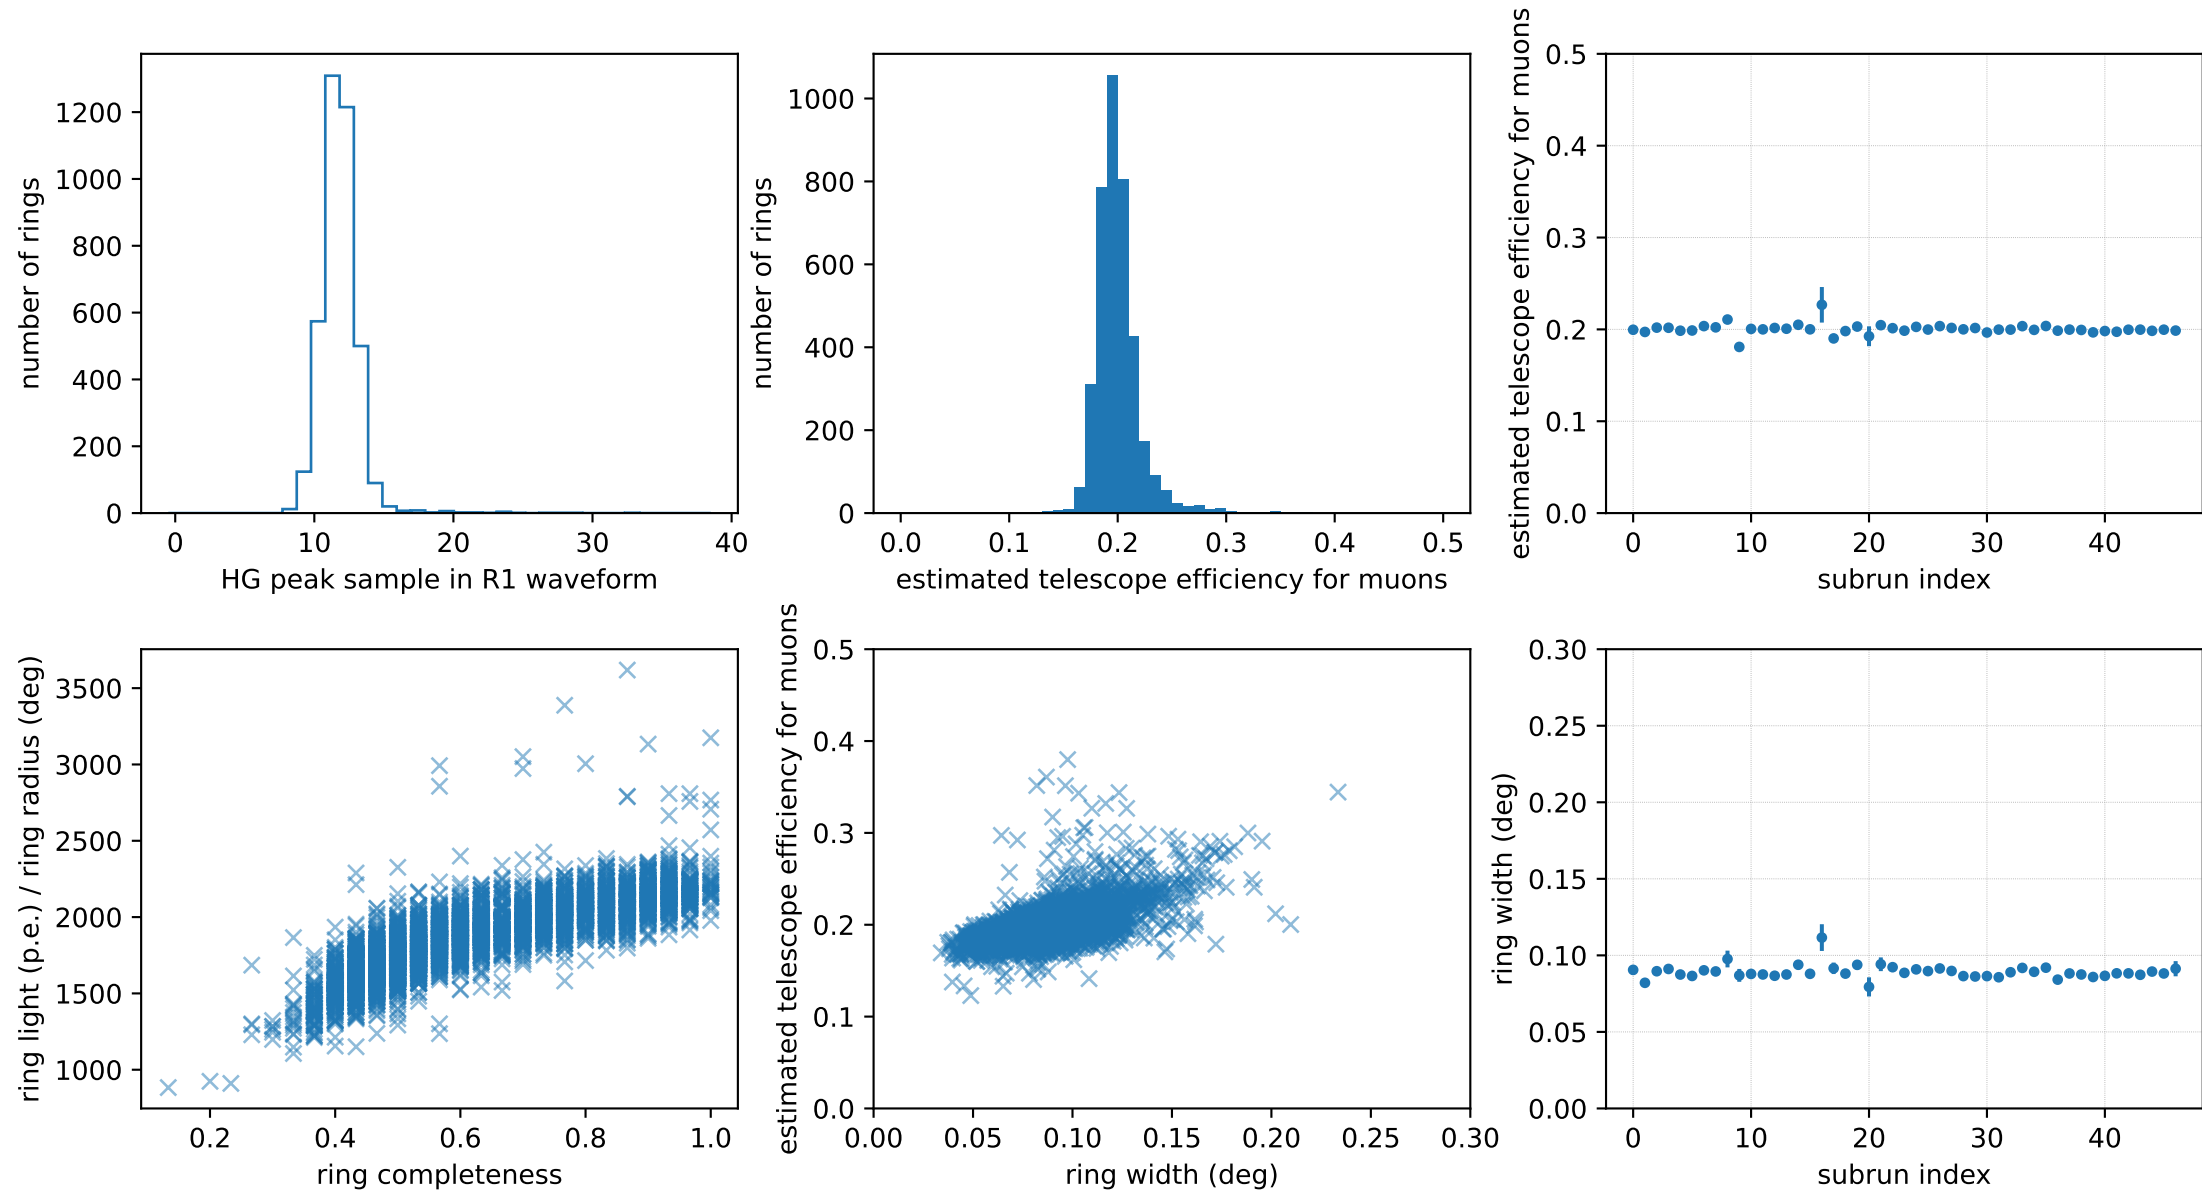 number of rings
1200
1000
800
600
400
200
0
0 10 20 30 40
HG peak sample in R1 waveform
number of rings
1000
800
600
400
200
0
0.0 0.1 0.2 0.3 0.4 0.5
estimated telescope efficiency for muons
estimated telescope efficiency for muons
0.5
0.4
0.3
0.2
0.1
0.0
0 10 20 30 40
subrun index
ring light (p.e.) / ring radius (deg)
3500
3000
2500
2000
1500
1000
0.2 0.4 0.6 0.8 1.0
ring completeness
estimated telescope efficiency for muons
0.5
0.4
0.3
0.2
0.1
0.0
0.00 0.05 0.10 0.15 0.20 0.25 0.30
ring width (deg)
ring width (deg)
0.30
0.25
0.20
0.15
0.10
0.05
0.00
0 10 20 30 40
subrun index